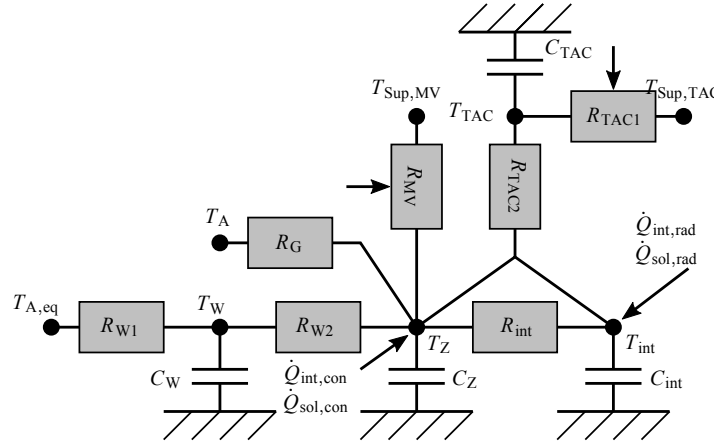 C_TAC
T_Sup,MV
T_TAC
R_TAC1
T_Sup,TAC
R_MV
R_TAC2
T_A
R_G
Q̇_int,rad
Q̇_sol,rad
T_A,eq
R_W1
T_W
R_W2
T_Z
R_int
T_int
C_W
Q̇_int,con
Q̇_sol,con
C_Z
C_int